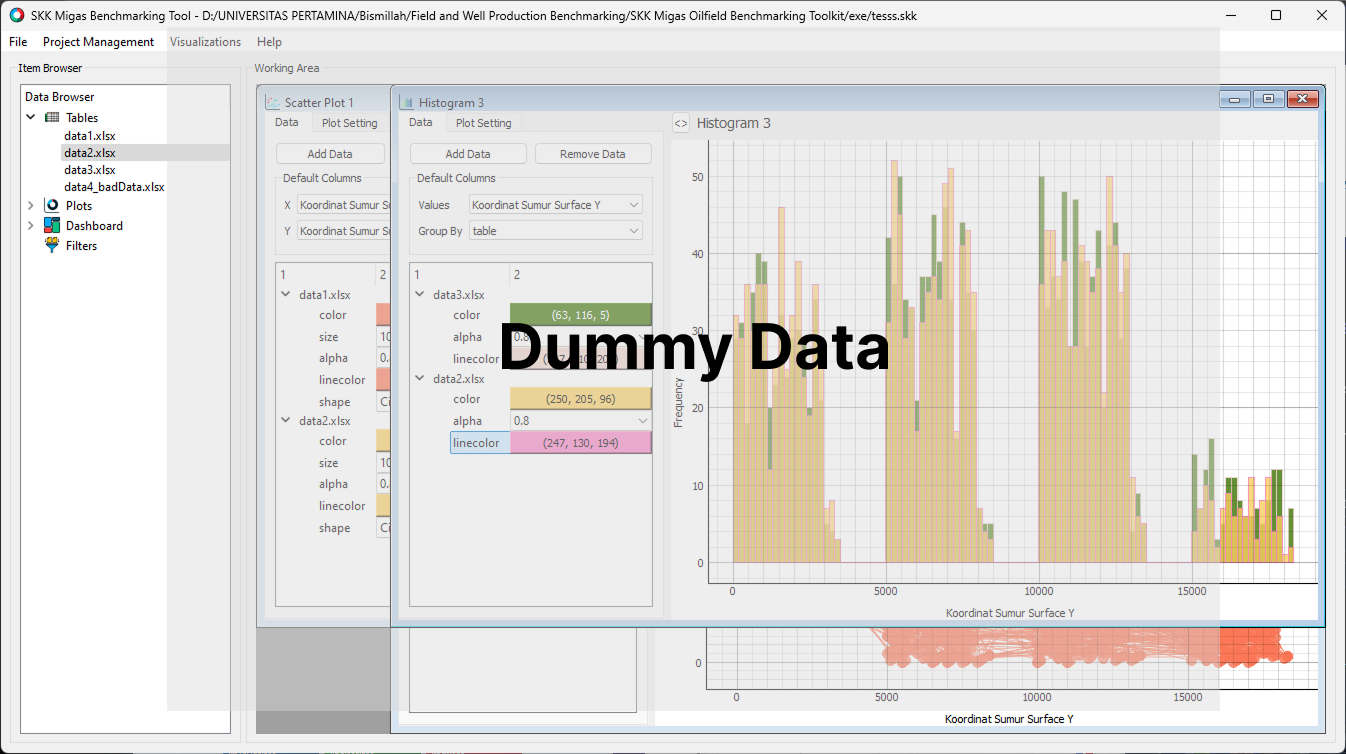 SKK Migas Benchmarking Tool - D:/UNIVERSITAS PERTAMINA/Bismillah/Field and Well Production Benchmarking/SKK Migas Oilfield Benchmarking Toolkit/exe/tesss.skk
File Project Management Visualizations Help
Item Browser
Data Browser
Tables
data1.xlsx
data2.xlsx
data3.xlsx
data4_badData.xlsx
Plots
Dashboard
Filters
Working Area
Scatter Plot 1
Data Plot Setting
Add Data
Default Columns
X Koordinat Sumur S
Y Koordinat Sumur S
1 2
data1.xlsx
color
size 10
alpha 0.
linecolor
shape Ci
data2.xlsx
color
size 10
alpha 0.
linecolor
shape Ci
Histogram 3
Data Plot Setting
Add Data Remove Data
Default Columns
Values Koordinat Sumur Surface Y
Group By table
1 2
data3.xlsx
color (63, 116, 5)
alpha 0.8
linecolor
data2.xlsx
color (250, 205, 96)
alpha 0.8
linecolor (247, 130, 194)
Dummy Data
<> Histogram 3
50
40
30
20
10
0
Frequency
0 5000 10000 15000
Koordinat Sumur Surface Y
0
0 5000 10000 15000
Koordinat Sumur Surface Y